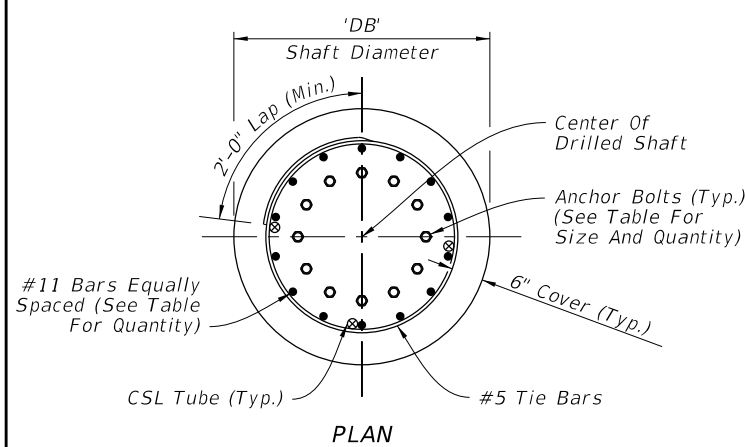 'DB'
Shaft Diameter
2'-0" Lap (Min.)
Center Of
Drilled Shaft
Anchor Bolts (Typ.)
(See Table For
Size And Quantity)
#11 Bars Equally
Spaced (See Table
For Quantity)
6" Cover (Typ.)
CSL Tube (Typ.)
#5 Tie Bars
PLAN